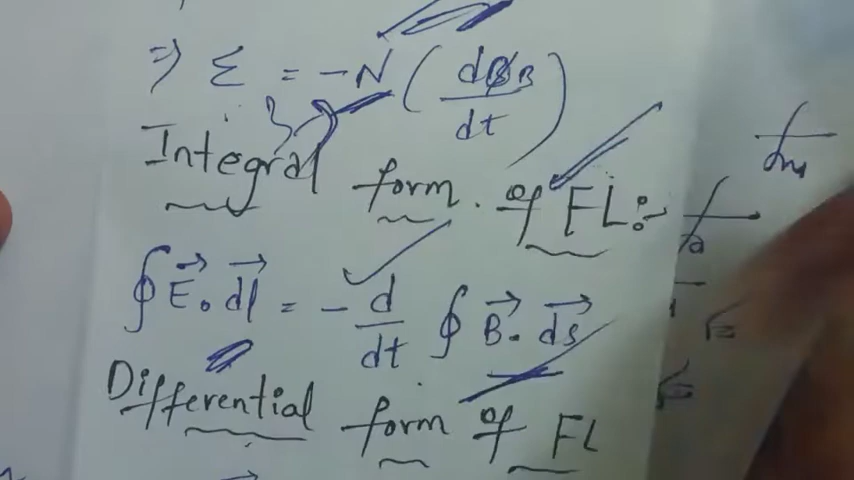 ⇒ ε = -N (dϕB/dt)
Integral form. of FL:-
∮ E⃗. dl⃗ = - d/dt ∮ B⃗. ds⃗
Differential form of FL